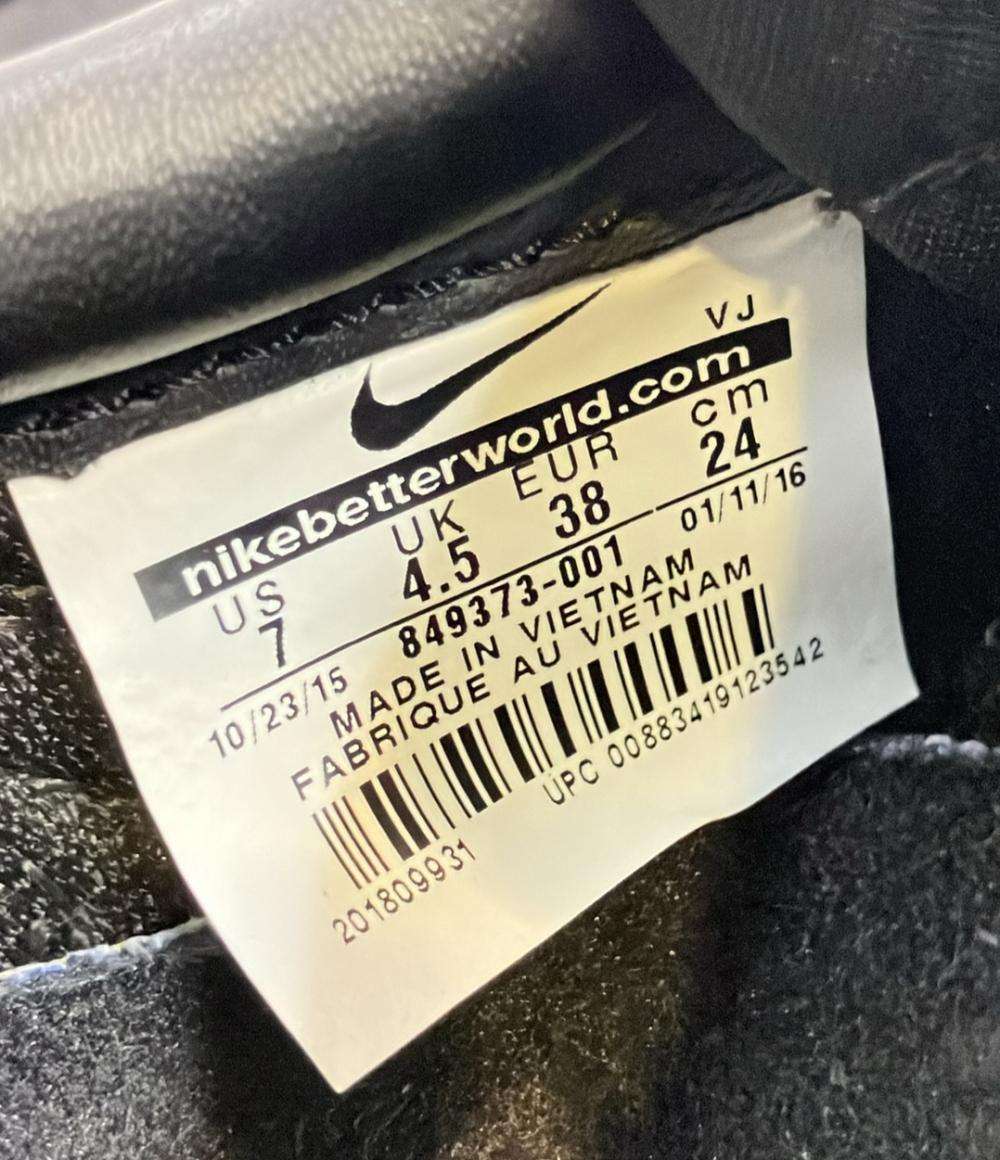 VJ
nikebetterworld.com
US UK EUR cm
7 4.5 38 24
10/23/15 849373-001 01/11/16
MADE IN VIETNAM
FABRIQUE AU VIETNAM
UPC 00883419123542
201809931